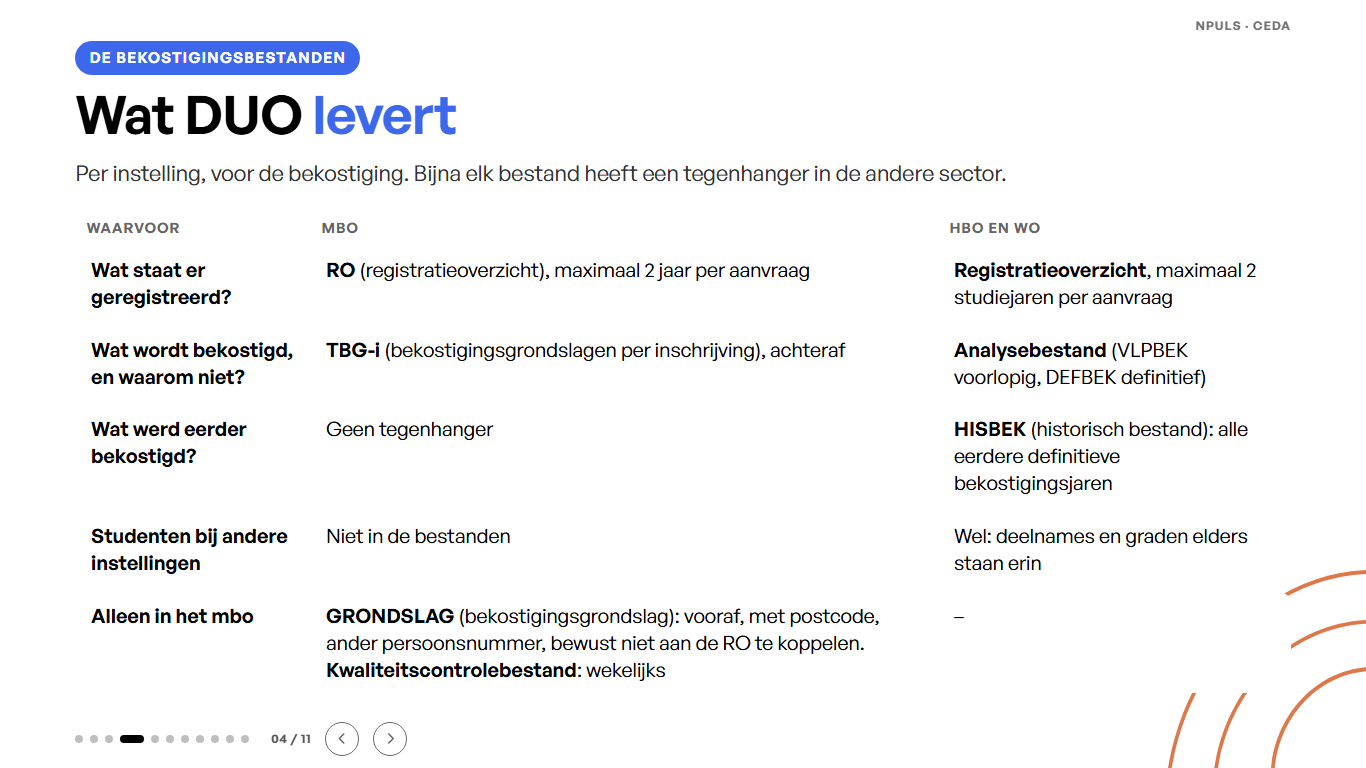 NPULS · CEDA
DE BEKOSTIGINGSBESTANDEN
Wat DUO levert
Per instelling, voor de bekostiging. Bijna elk bestand heeft een tegenhanger in de andere sector.
WAARVOOR
MBO
HBO EN WO
Wat staat er
geregistreerd?
RO (registratieoverzicht), maximaal 2 jaar per aanvraag
Registratieoverzicht, maximaal 2
studiejaren per aanvraag
Wat wordt bekostigd,
en waarom niet?
TBG-i (bekostigingsgrondslagen per inschrijving), achteraf
Analysebestand (VLPBEK
voorlopig, DEFBEK definitief)
Wat werd eerder
bekostigd?
Geen tegenhanger
HISBEK (historisch bestand): alle
eerdere definitieve
bekostigingsjaren
Studenten bij andere
instellingen
Niet in de bestanden
Wel: deelnames en graden elders
staan erin
Alleen in het mbo
GRONDSLAG (bekostigingsgrondslag): vooraf, met postcode,
ander persoonsnummer, bewust niet aan de RO te koppelen.
Kwaliteitscontrolebestand: wekelijks
–
04 / 11